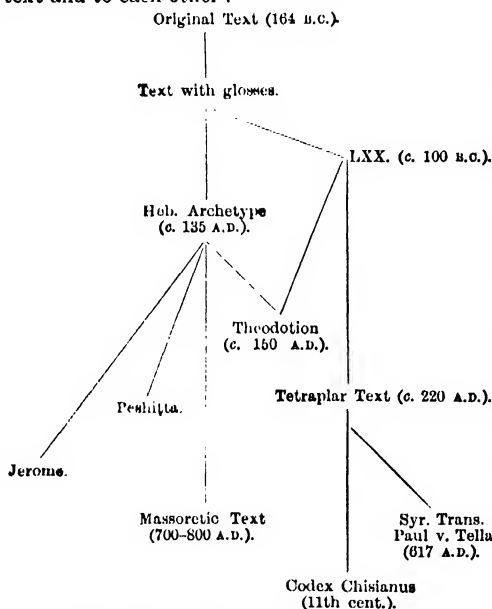 text and to each other :
Original Text (164 B.C.).
Text with glosses.
LXX. (c. 100 B.C.).
Heb. Archetype
(c. 135 A.D.).
Theodotion
(c. 150 A.D.).
Peshitta.
Tetraplar Text (c. 220 A.D.).
Jerome.
Massoretic Text
(700–800 A.D.).
Syr. Trans.
Paul v. Tella
(617 A.D.).
Codex Chisianus
(11th cent.).